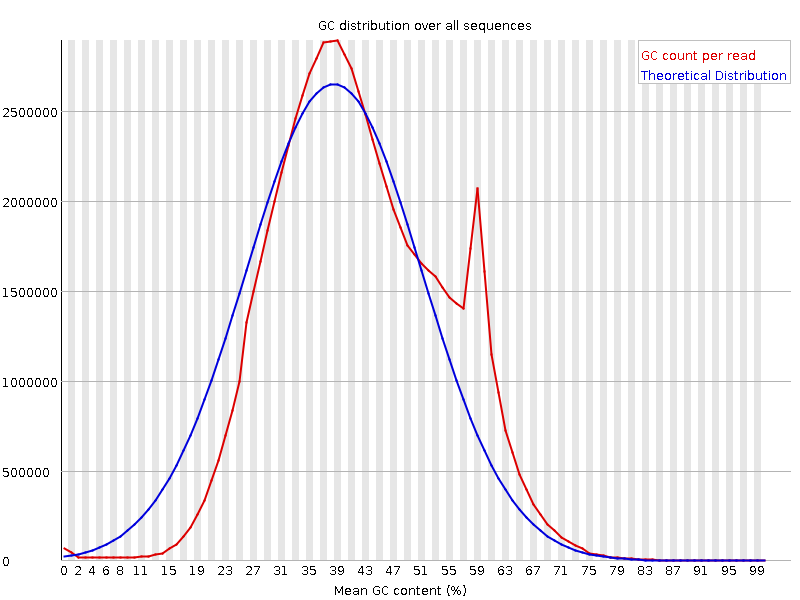 GC distribution over all sequences
GC count per read
Theoretical Distribution
2500000
2000000
1500000
1000000
500000
0
0 2 4 6 8 11 15 19 23 27 31 35 39 43 47 51 55 59 63 67 71 75 79 83 87 91 95 99
Mean GC content (%)